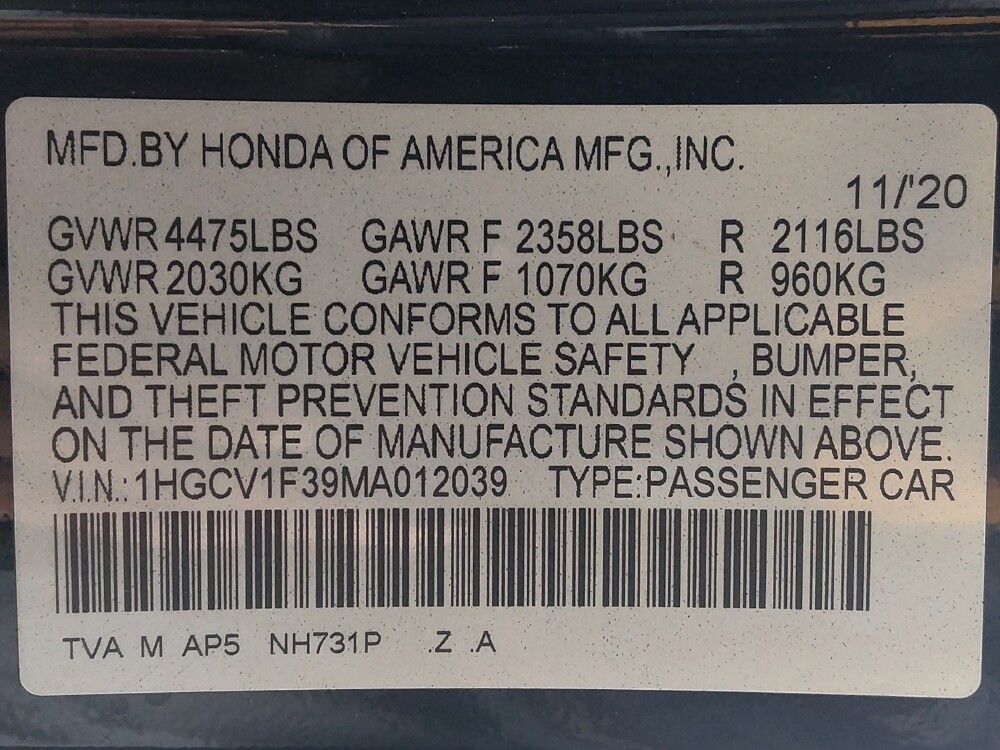 MFD.BY HONDA OF AMERICA MFG.,INC.
11/'20
GVWR 4475LBS GAWR F 2358LBS R 2116LBS
GVWR 2030KG GAWR F 1070KG R 960KG
THIS VEHICLE CONFORMS TO ALL APPLICABLE
FEDERAL MOTOR VEHICLE SAFETY , BUMPER,
AND THEFT PREVENTION STANDARDS IN EFFECT
ON THE DATE OF MANUFACTURE SHOWN ABOVE.
V.I.N.:1HGCV1F39MA012039 TYPE:PASSENGER CAR
TVA M AP5 NH731P .Z .A